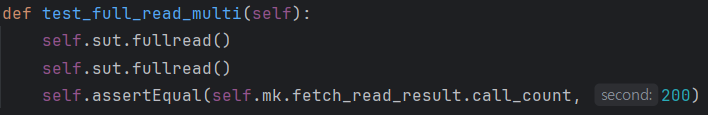 def test_full_read_multi(self):
    self.sut.fullread()
    self.sut.fullread()
    self.assertEqual(self.mk.fetch_read_result.call_count, second: 200)